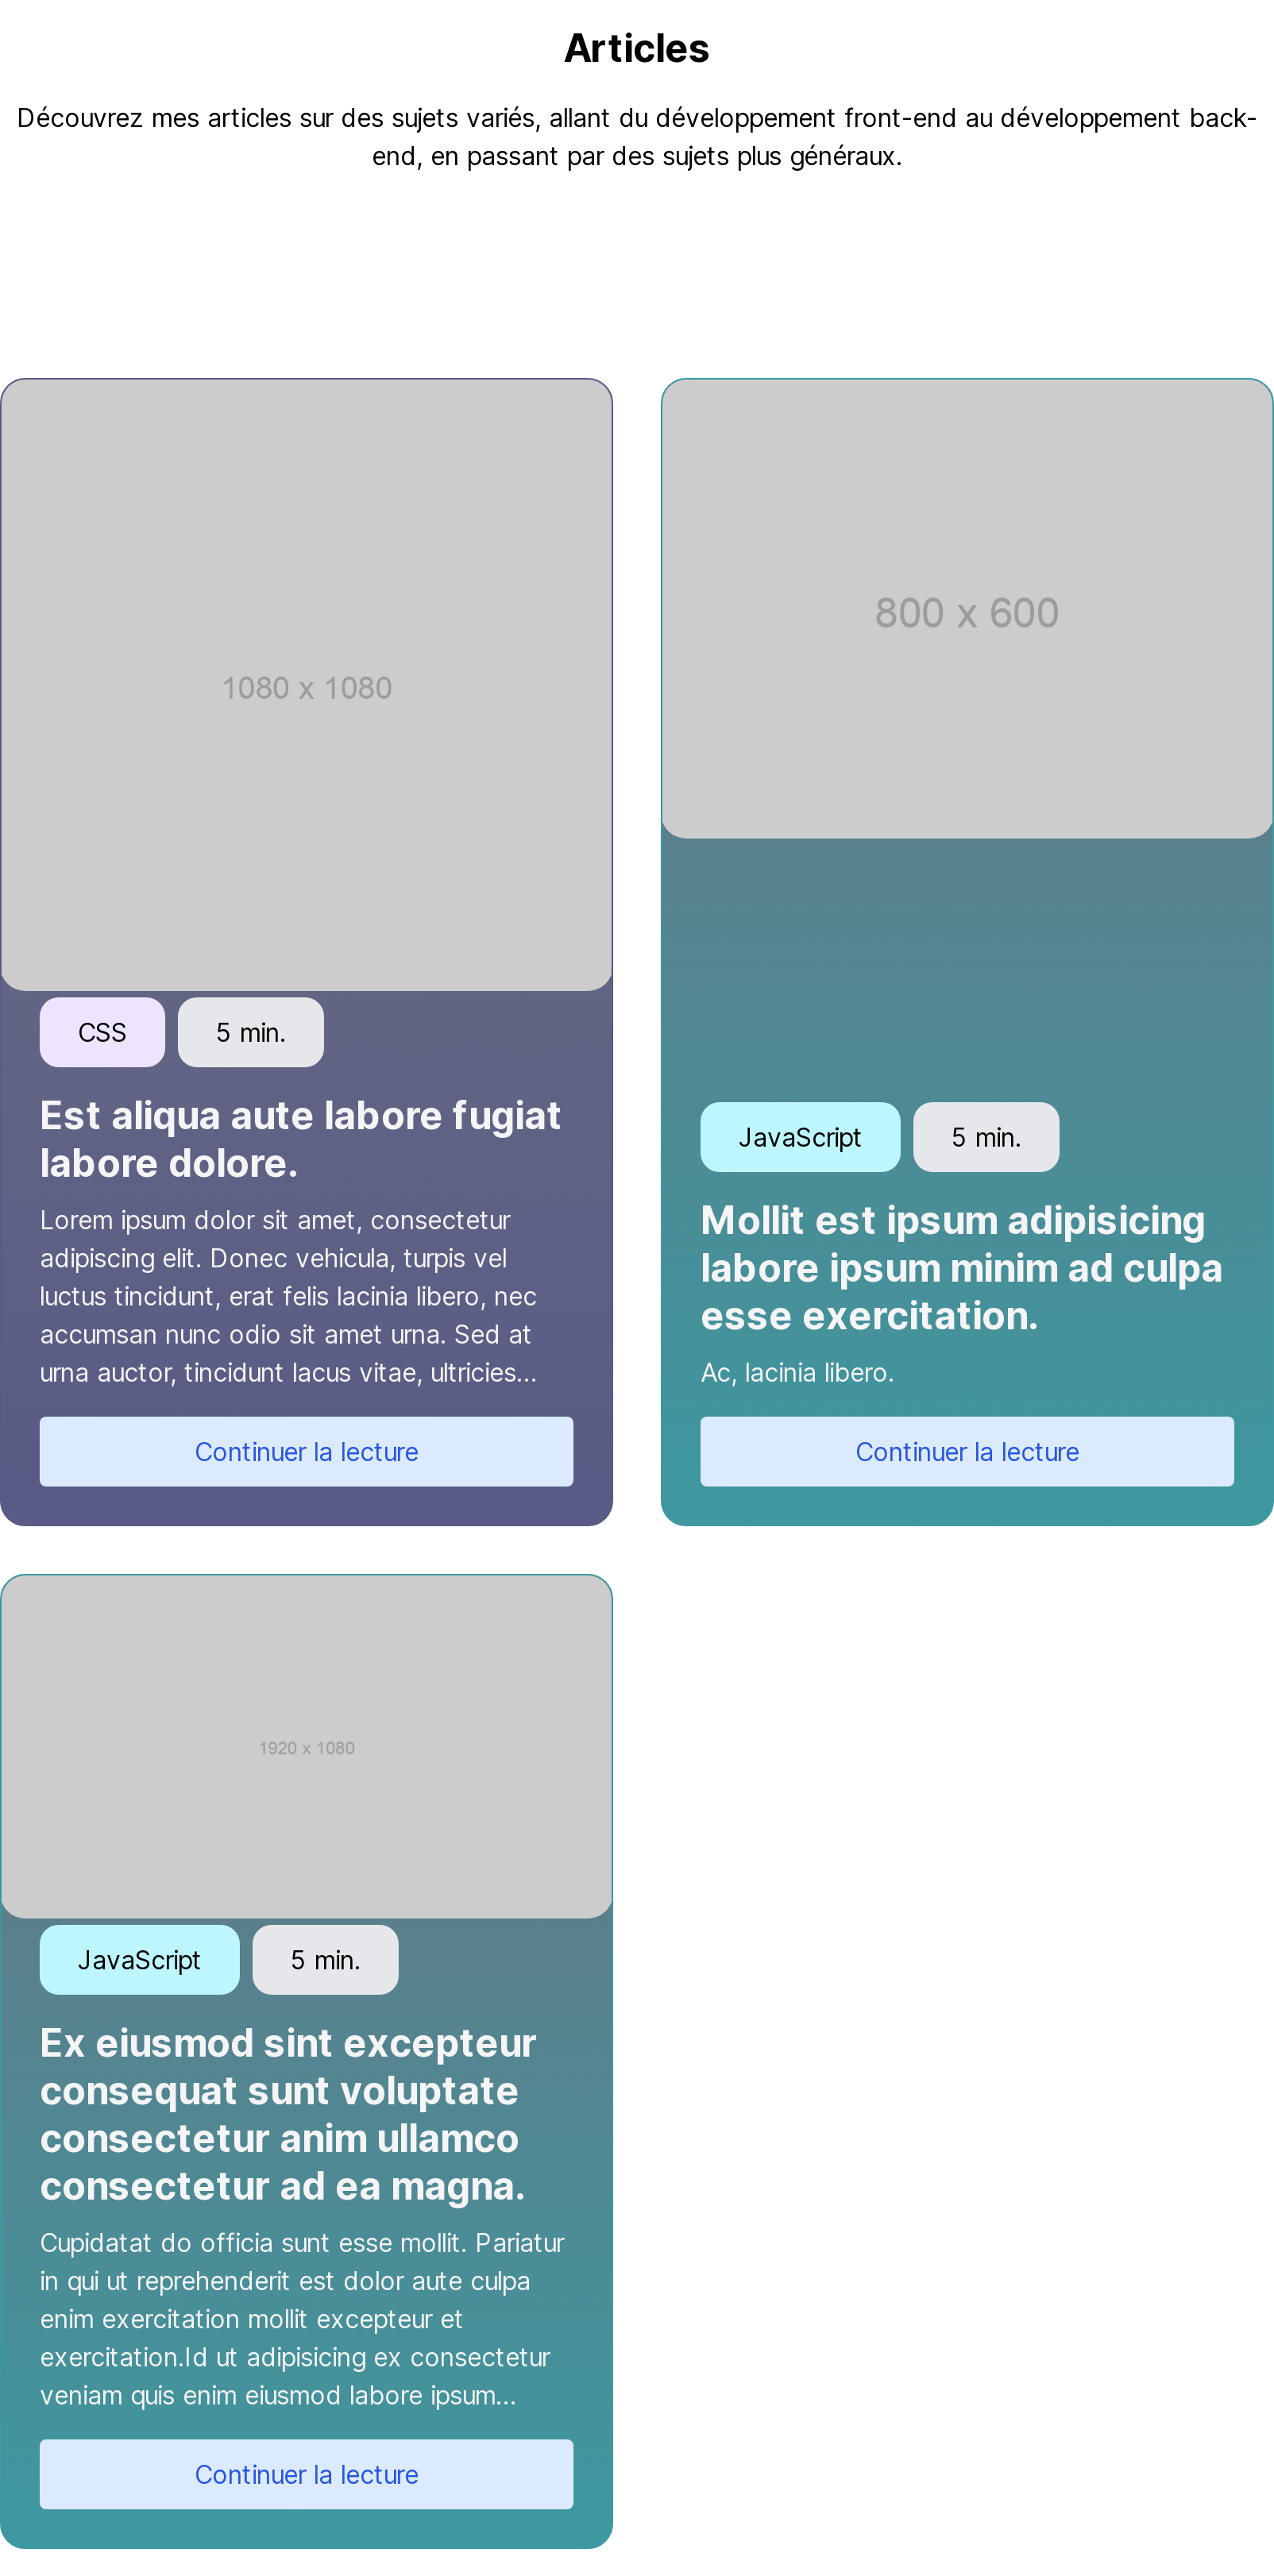 Articles
Découvrez mes articles sur des sujets variés, allant du développement front-end au développement back-
end, en passant par des sujets plus généraux.
1080 x 1080
CSS
5 min.
Est aliqua aute labore fugiat
labore dolore.
Lorem ipsum dolor sit amet, consectetur
adipiscing elit. Donec vehicula, turpis vel
luctus tincidunt, erat felis lacinia libero, nec
accumsan nunc odio sit amet urna. Sed at
urna auctor, tincidunt lacus vitae, ultricies...
Continuer la lecture
800 x 600
JavaScript
5 min.
Mollit est ipsum adipisicing
labore ipsum minim ad culpa
esse exercitation.
Ac, lacinia libero.
Continuer la lecture
1920 x 1080
JavaScript
5 min.
Ex eiusmod sint excepteur
consequat sunt voluptate
consectetur anim ullamco
consectetur ad ea magna.
Cupidatat do officia sunt esse mollit. Pariatur
in qui ut reprehenderit est dolor aute culpa
enim exercitation mollit excepteur et
exercitation.Id ut adipisicing ex consectetur
veniam quis enim eiusmod labore ipsum...
Continuer la lecture